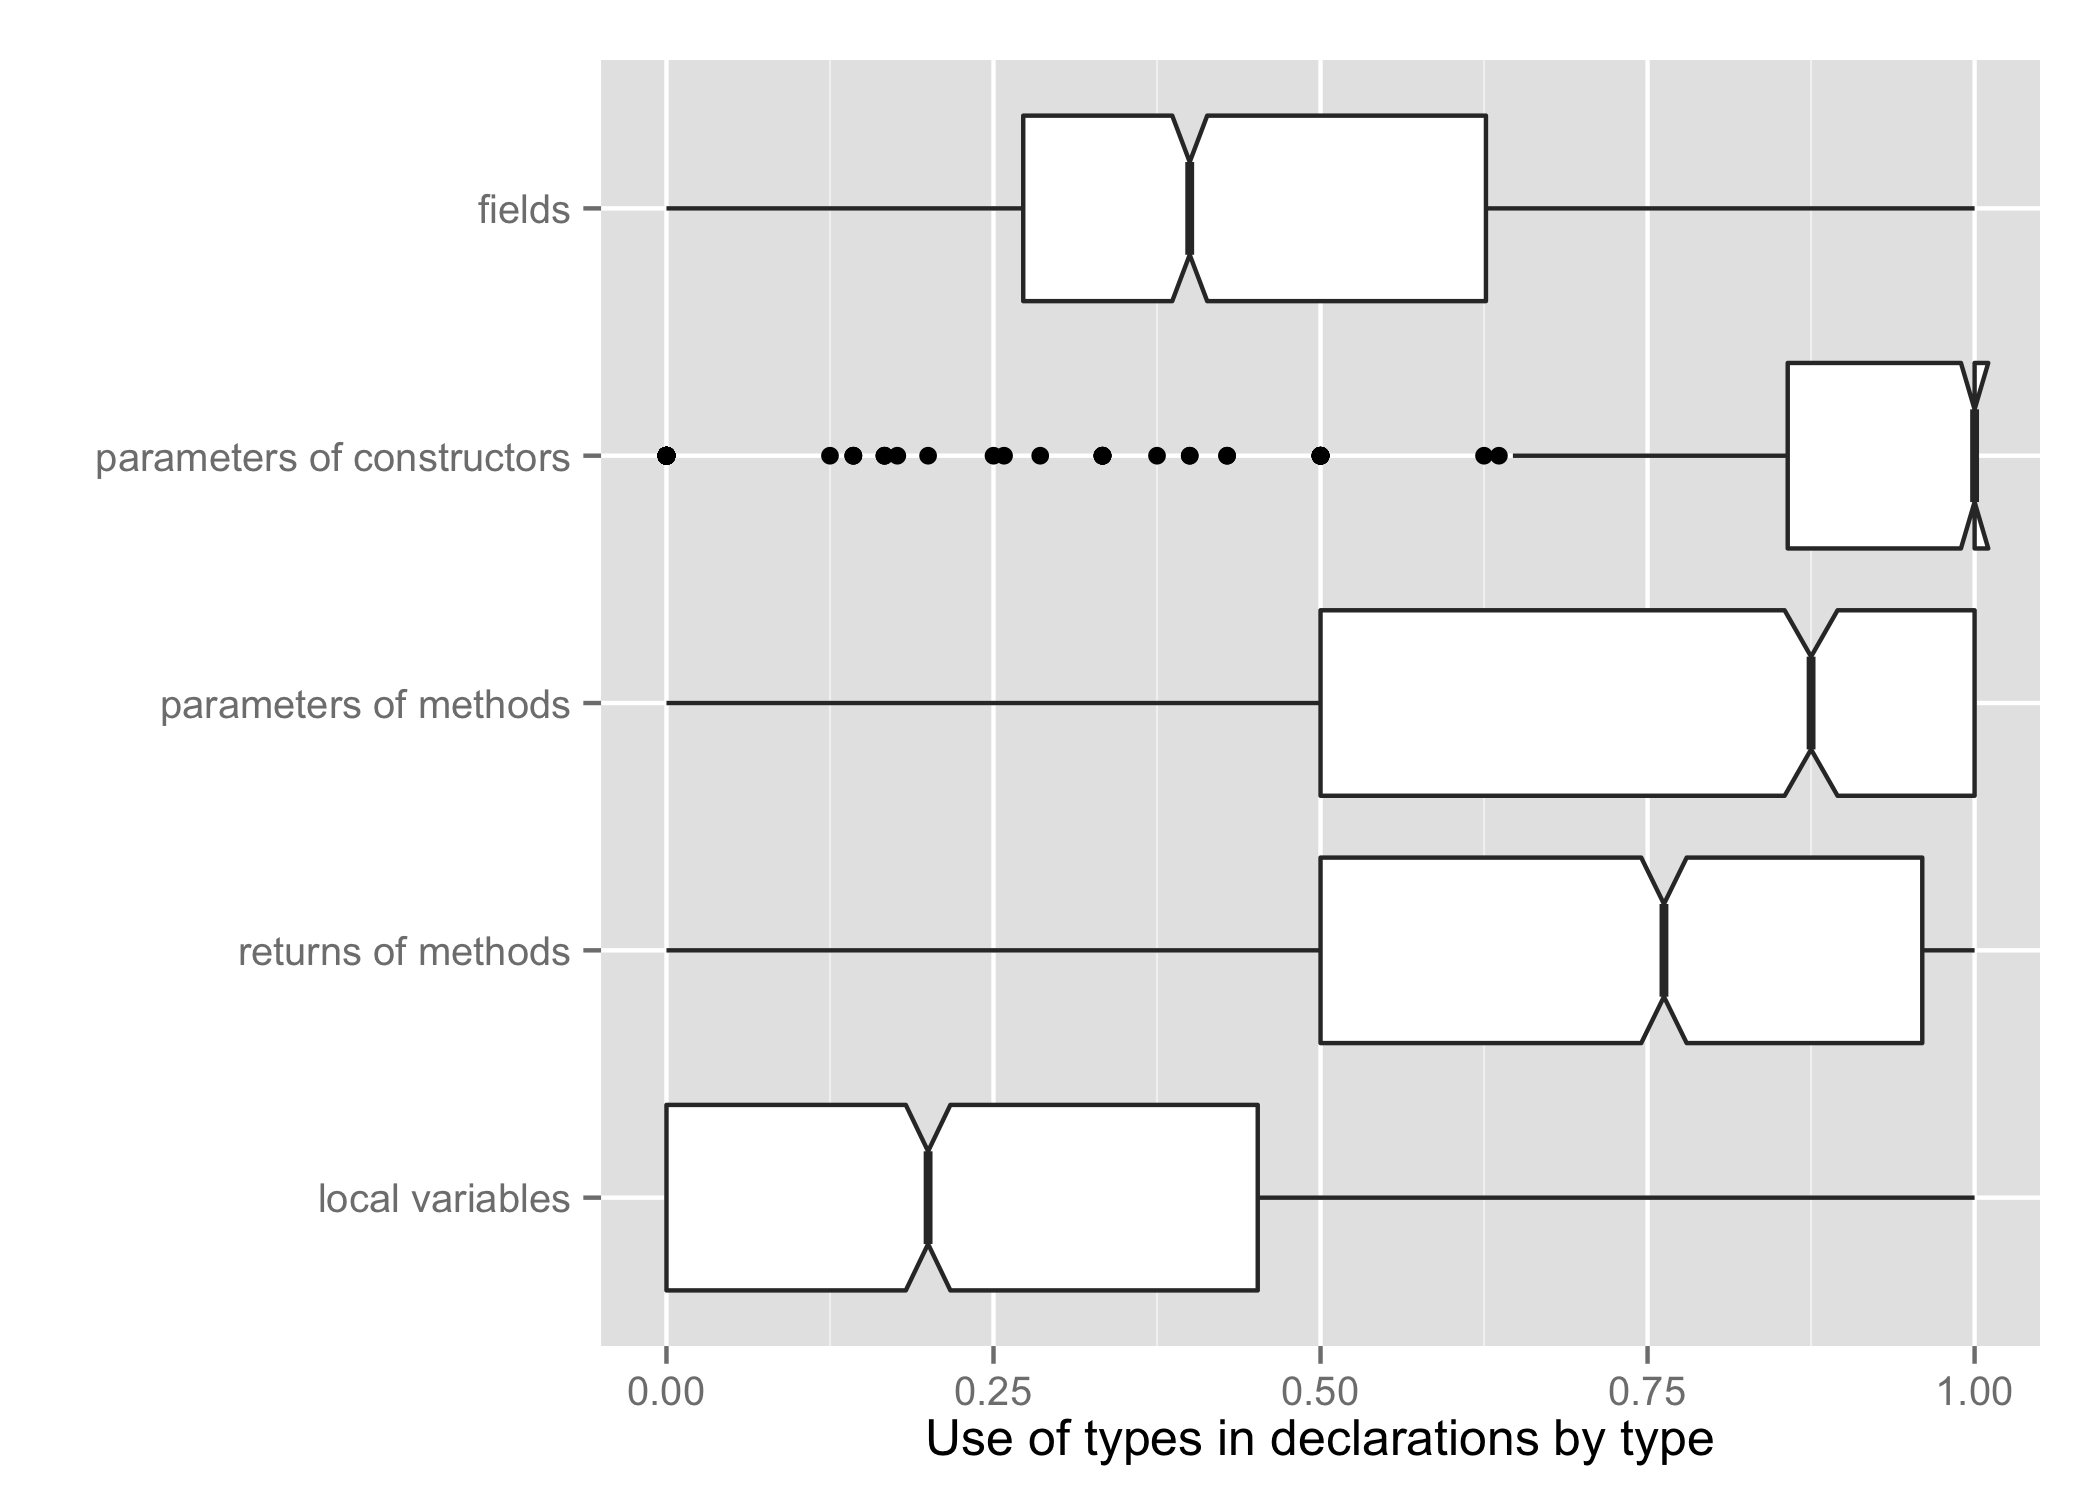 fields
parameters of constructors
parameters of methods
returns of methods
local variables
0.00 0.25 0.50 0.75 1.00
Use of types in declarations by type